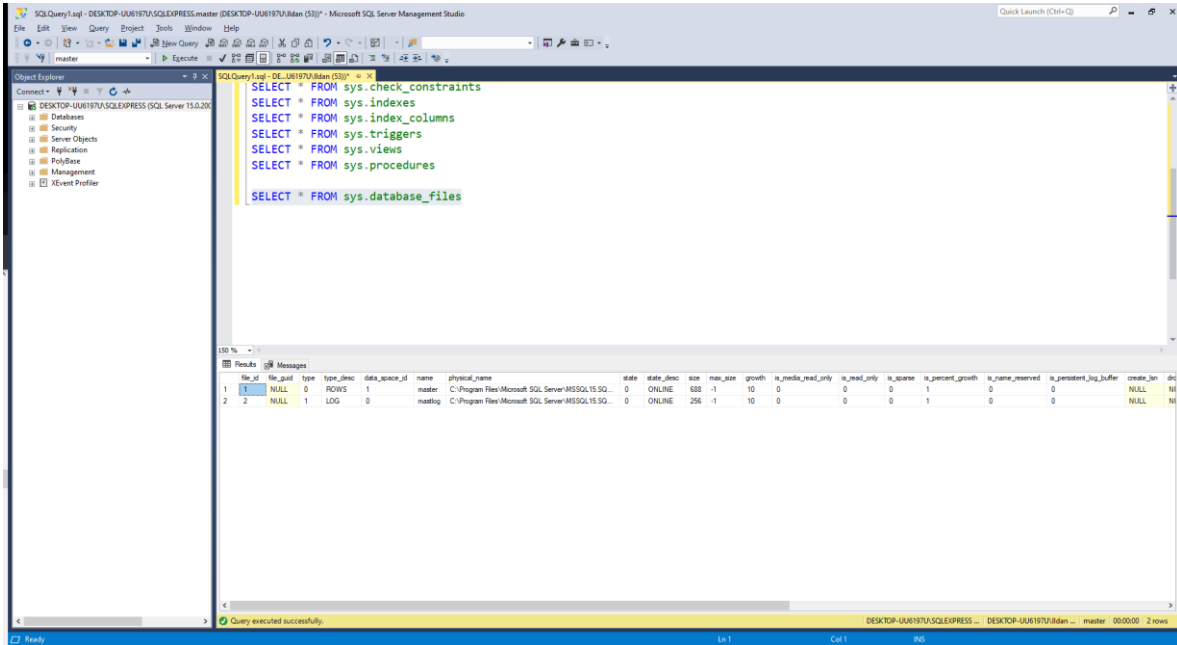 SQLQuery1.sql - DESKTOP-UU6197U\SQLEXPRESS.master (DESKTOP-UU6197U\Ildan (53))* - Microsoft SQL Server Management Studio
Quick Launch (Ctrl+Q)
File Edit View Query Project Tools Window Help
New Query
master
Execute
Object Explorer
SQLQuery1.sql - DE...U6197U\Ildan (53))*
Connect
DESKTOP-UU6197U\SQLEXPRESS (SQL Server 15.0.200
Databases
Security
Server Objects
Replication
PolyBase
Management
XEvent Profiler
SELECT * FROM sys.check_constraints
SELECT * FROM sys.indexes
SELECT * FROM sys.index_columns
SELECT * FROM sys.triggers
SELECT * FROM sys.views
SELECT * FROM sys.procedures
SELECT * FROM sys.database_files
150 %
Results Messages
file_id file_guid type type_desc data_space_id name physical_name state state_desc size max_size growth is_media_read_only is_read_only is_sparse is_percent_growth is_name_reserved is_persistent_log_buffer create_lsn dro
1 1 NULL 0 ROWS 1 master C:\Program Files\Microsoft SQL Server\MSSQL15.SQ... 0 ONLINE 688 -1 10 0 0 0 1 0 0 NULL NU
2 2 NULL 1 LOG 0 mastlog C:\Program Files\Microsoft SQL Server\MSSQL15.SQ... 0 ONLINE 256 -1 10 0 0 0 1 0 0 NULL NU
Query executed successfully.
DESKTOP-UU6197U\SQLEXPRESS ... DESKTOP-UU6197U\Ildan ... master 00:00:00 2 rows
Ready
Ln 1 Col 1 INS